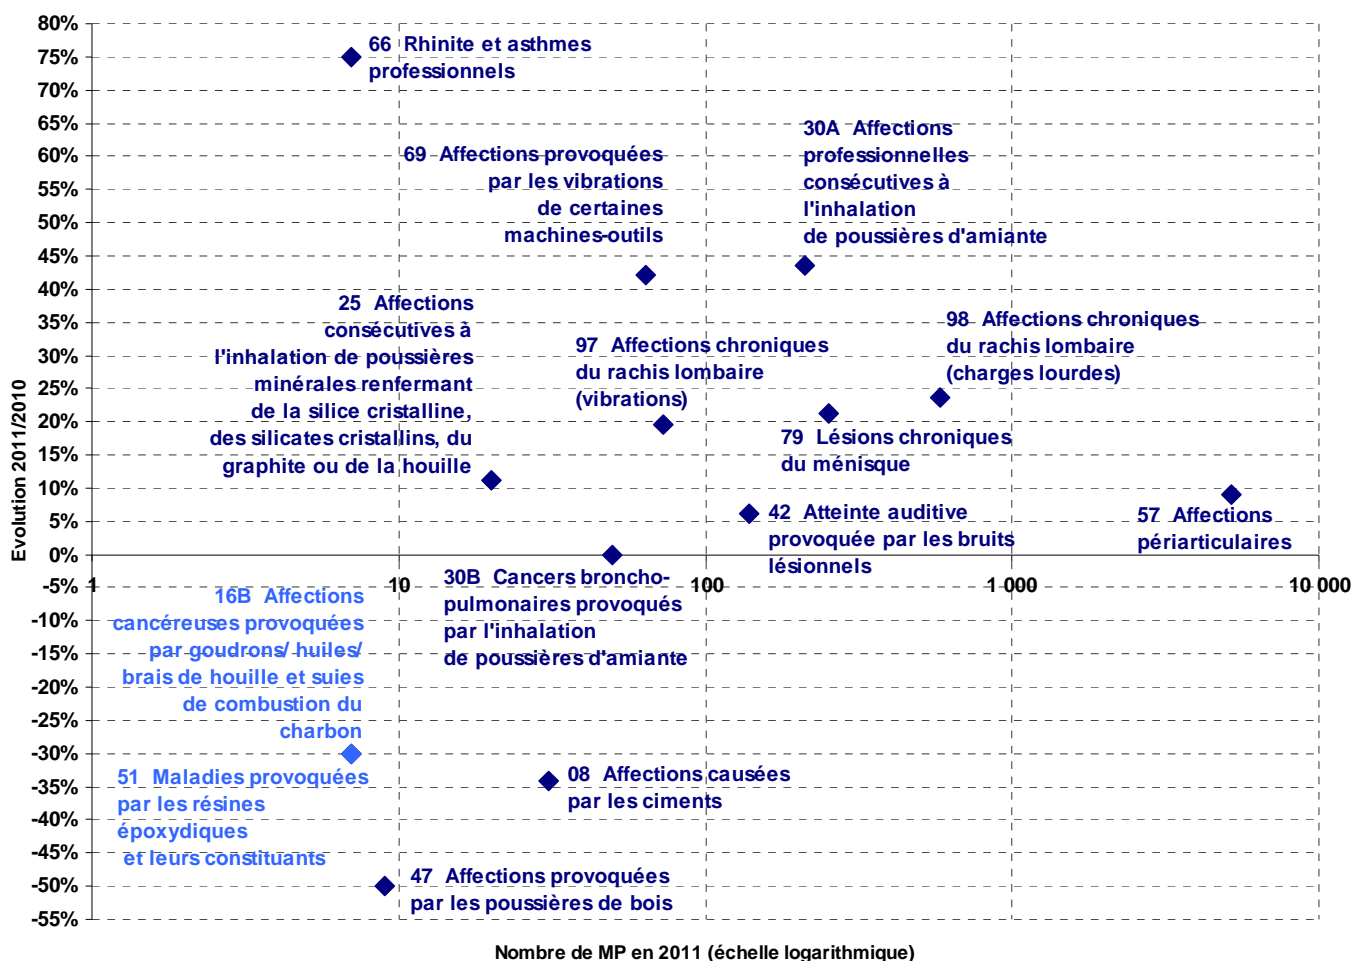 80%
75%
70%
65%
60%
55%
50%
45%
40%
35%
30%
25%
20%
15%
10%
5%
0%
-5%
-10%
-15%
-20%
-25%
-30%
-35%
-40%
-45%
-50%
-55%
Evolution 2011/2010
66 Rhinite et asthmes
professionnels
69 Affections provoquées
par les vibrations
de certaines
machines-outils
30A Affections
professionnelles
consécutives à
l'inhalation
de poussières d'amiante
25 Affections
consécutives à
l'inhalation de poussières
minérales renfermant
de la silice cristalline,
des silicates cristallins, du
graphite ou de la houille
97 Affections chroniques
du rachis lombaire
(vibrations)
98 Affections chroniques
du rachis lombaire
(charges lourdes)
79 Lésions chroniques
du ménisque
42 Atteinte auditive
provoquée par les bruits
lésionnels
57 Affections
périarticulaires
1
10
100
1 000
10 000
16B Affections
cancéreuses provoquées
par goudrons/ huiles/
brais de houille et suies
de combustion du
charbon
30B Cancers broncho-
pulmonaires provoqués
par l'inhalation
de poussières d'amiante
51 Maladies provoquées
par les résines
époxydiques
et leurs constituants
08 Affections causées
par les ciments
47 Affections provoquées
par les poussières de bois
Nombre de MP en 2011 (échelle logarithmique)